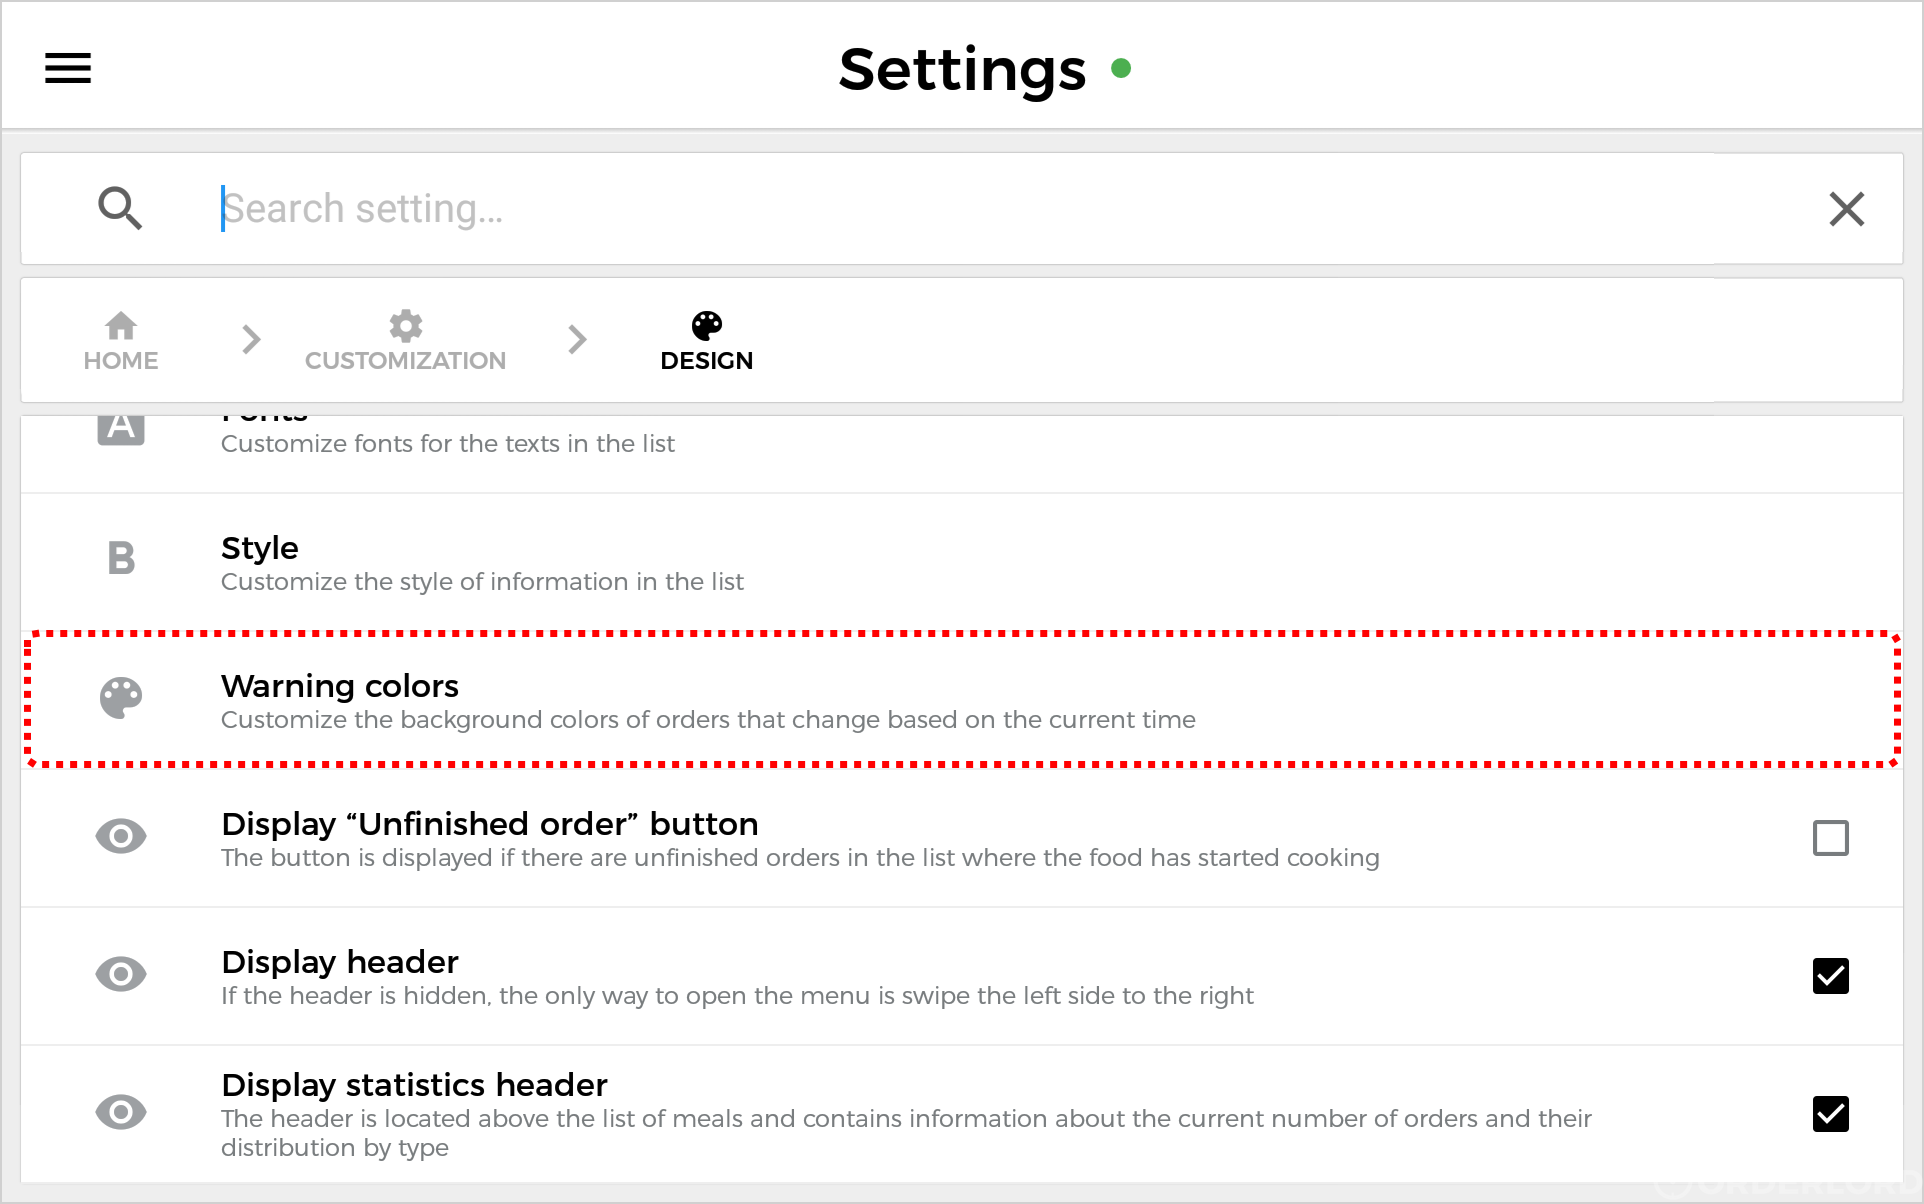 Settings
Search setting...
HOME
CUSTOMIZATION
DESIGN
A
Fonts
Customize fonts for the texts in the list
B
Style
Customize the style of information in the list
Warning colors
Customize the background colors of orders that change based on the current time
Display “Unfinished order” button
The button is displayed if there are unfinished orders in the list where the food has started cooking
Display header
If the header is hidden, the only way to open the menu is swipe the left side to the right
Display statistics header
The header is located above the list of meals and contains information about the current number of orders and their
distribution by type
ORDERLORD